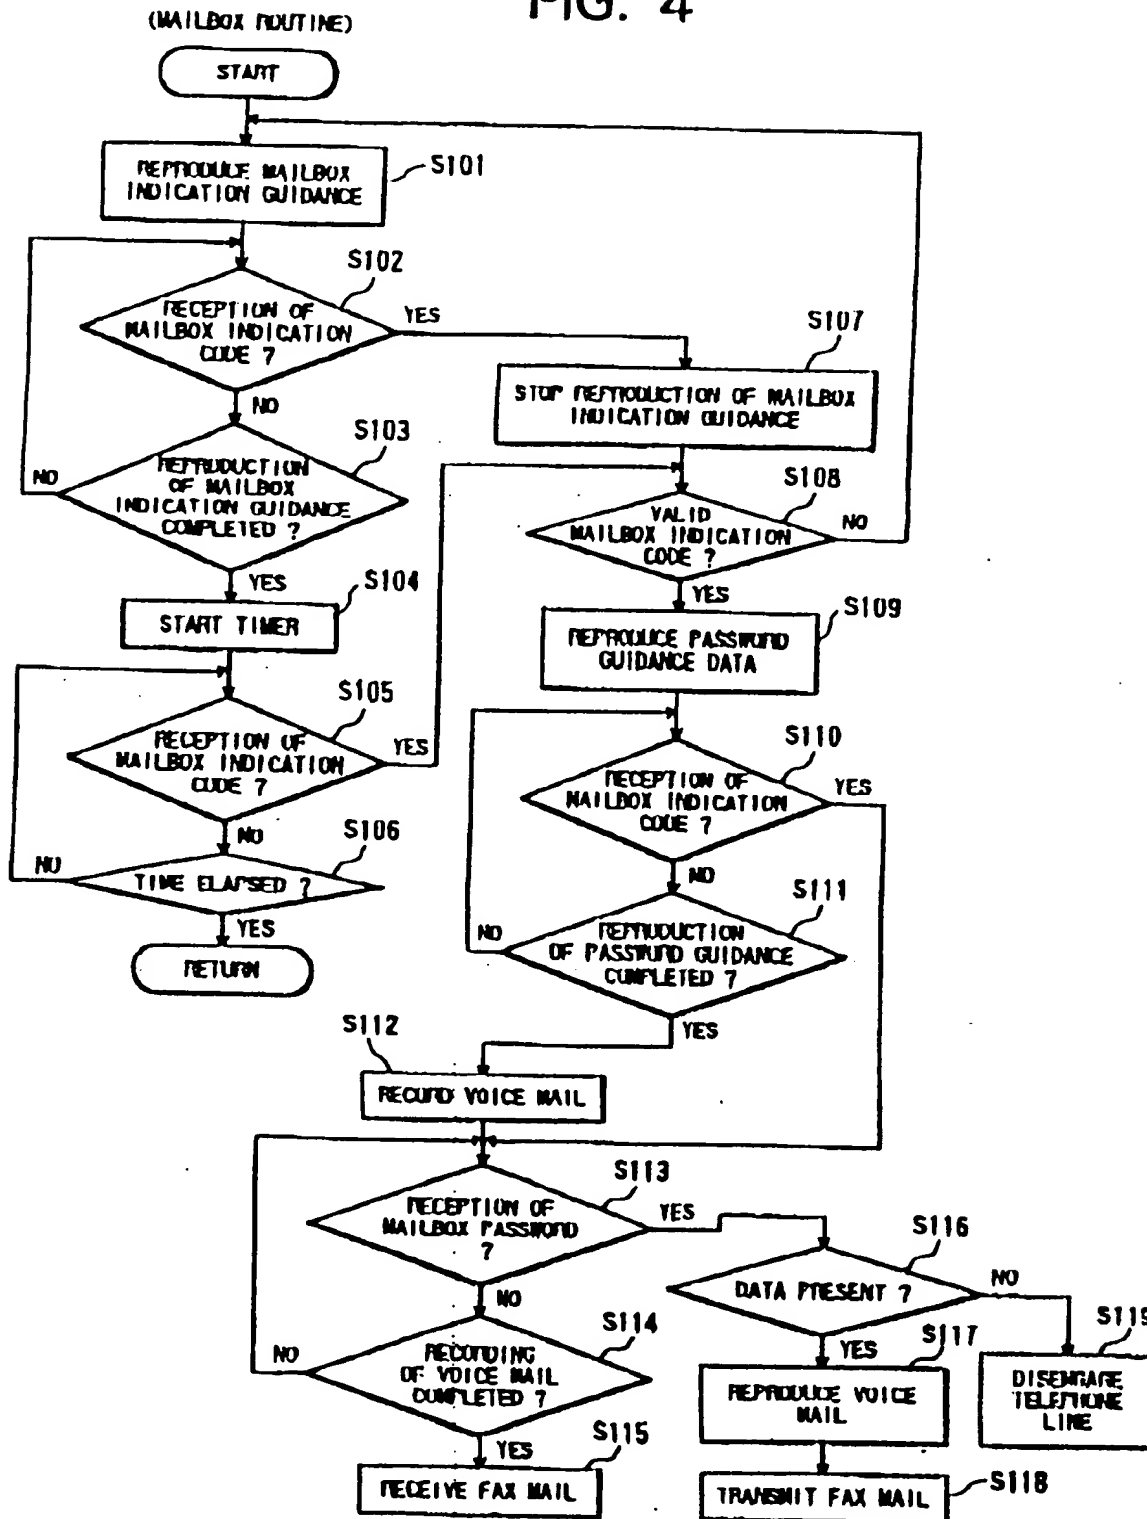 FIG. 4
(MAILBOX ROUTINE)
START
REPRODUCE MAILBOX
INDICATION GUIDANCE
S101
S102
RECEPTION OF
MAILBOX INDICATION
CODE ?
YES
NO
S103
REPRODUCTION
OF MAILBOX
INDICATION GUIDANCE
COMPLETED ?
NO
YES
S104
START TIMER
S105
RECEPTION OF
MAILBOX INDICATION
CODE ?
YES
NO
S106
TIME ELAPSED ?
NO
YES
RETURN
S107
STOP REPRODUCTION OF MAILBOX
INDICATION GUIDANCE
S108
VALID
MAILBOX INDICATION
CODE ?
NO
YES
S109
REPRODUCE PASSWORD
GUIDANCE DATA
S110
RECEPTION OF
MAILBOX INDICATION
CODE ?
YES
NO
S111
REPRODUCTION
OF PASSWORD GUIDANCE
COMPLETED ?
NO
YES
S112
RECORD VOICE MAIL
S113
RECEPTION OF
MAILBOX PASSWORD
?
YES
NO
S114
RECORDING
OF VOICE MAIL
COMPLETED ?
NO
YES
S115
RECEIVE FAX MAIL
S116
DATA PRESENT ?
NO
YES
S117
REPRODUCE VOICE
MAIL
S118
TRANSMIT FAX MAIL
S119
DISENGAGE
TELEPHONE
LINE